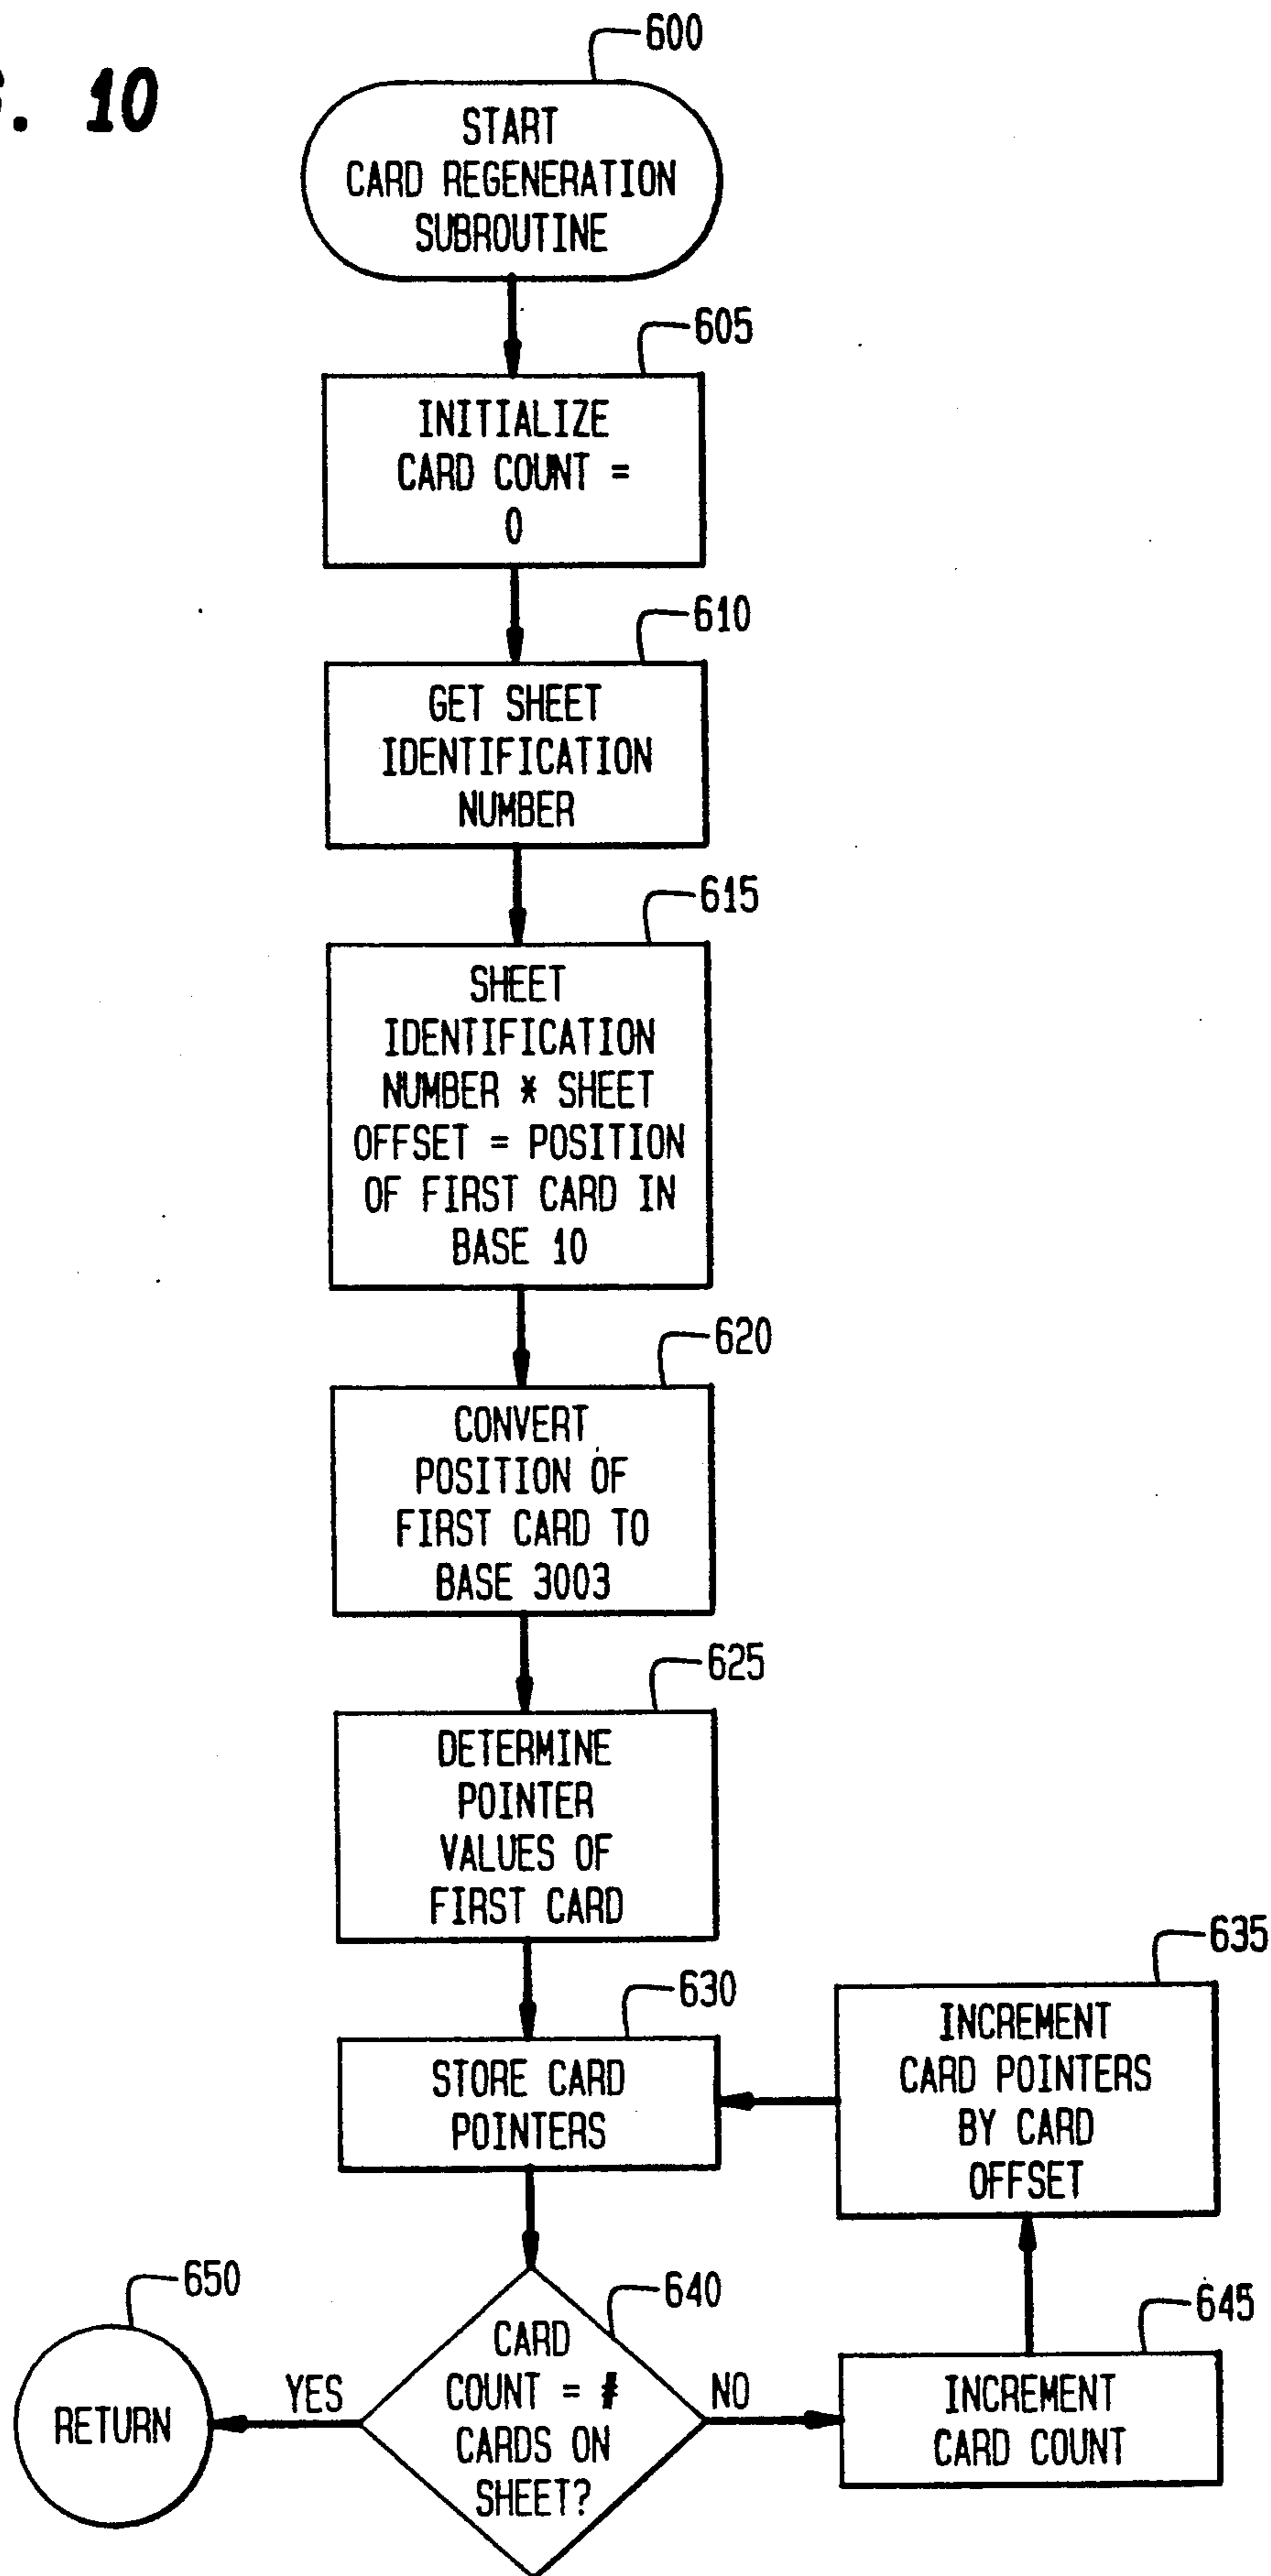 . 10
600
START
CARD REGENERATION
SUBROUTINE
605
INITIALIZE
CARD COUNT =
0
610
GET SHEET
IDENTIFICATION
NUMBER
615
SHEET
IDENTIFICATION
NUMBER * SHEET
OFFSET = POSITION
OF FIRST CARD IN
BASE 10
620
CONVERT
POSITION OF
FIRST CARD TO
BASE 3003
625
DETERMINE
POINTER
VALUES OF
FIRST CARD
630
STORE CARD
POINTERS
635
INCREMENT
CARD POINTERS
BY CARD
OFFSET
640
CARD
COUNT = #
CARDS ON
SHEET?
YES
NO
645
INCREMENT
CARD COUNT
650
RETURN